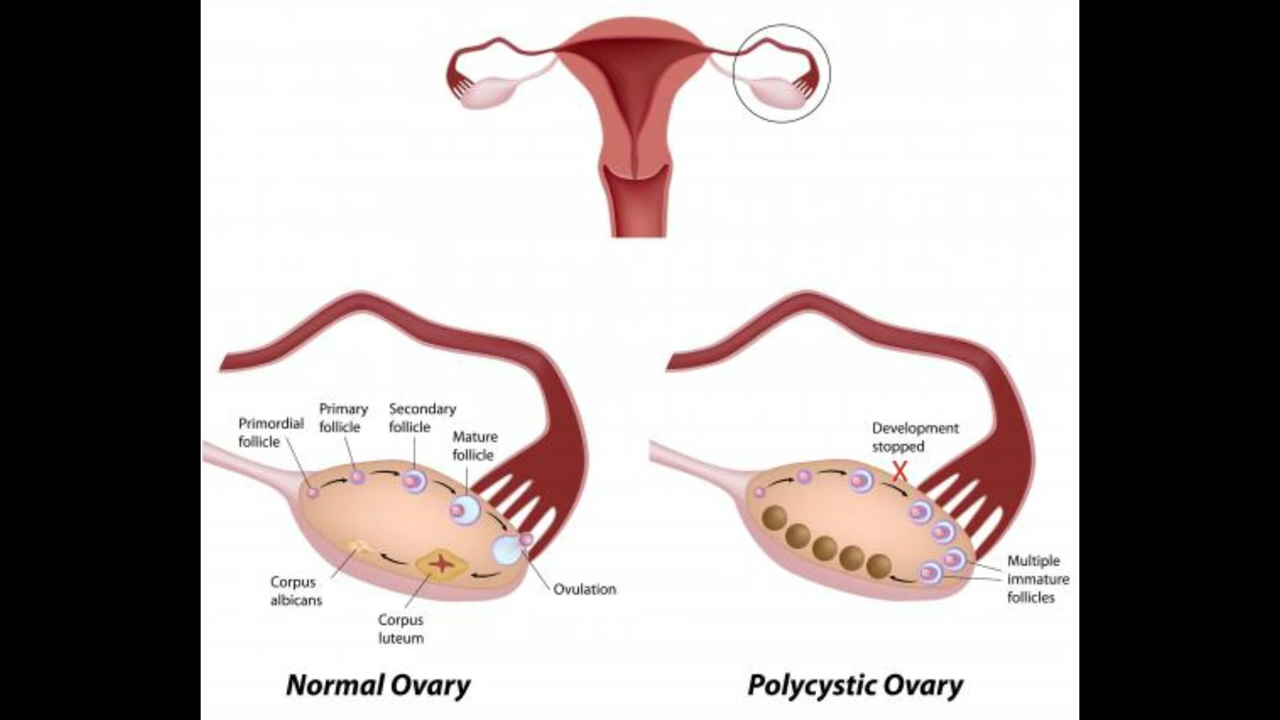 Primordial
follicle
Primary
follicle
Secondary
follicle
Mature
follicle
Ovulation
Corpus
luteum
Corpus
albicans
Normal Ovary
Development
stopped
X
Multiple
immature
follicles
Polycystic Ovary